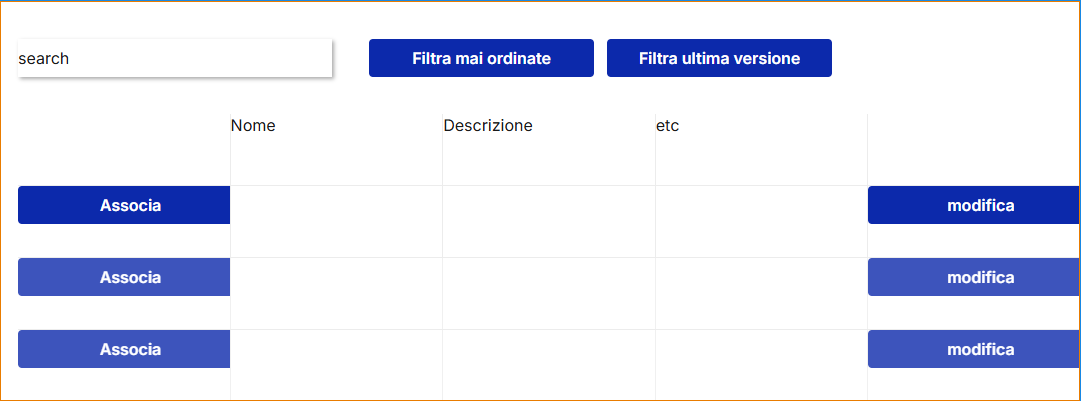 search
Filtra mai ordinate
Filtra ultima versione
Nome
Descrizione
etc
Associa
modifica
Associa
modifica
Associa
modifica